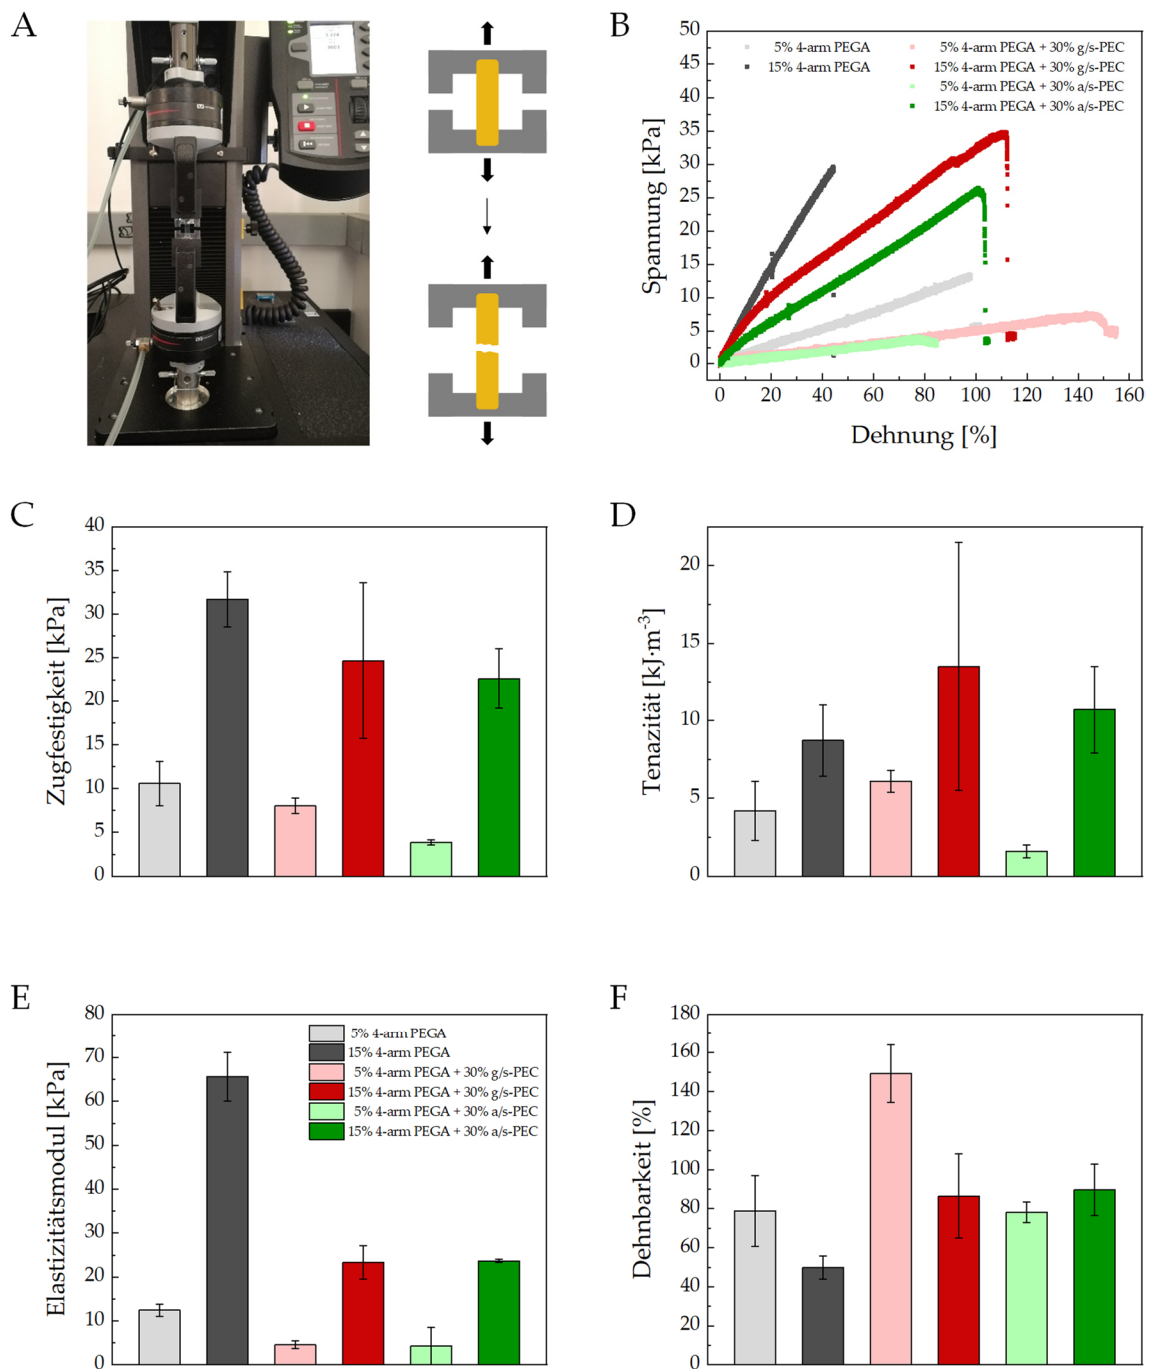 A
B
5% 4-arm PEGA
15% 4-arm PEGA
5% 4-arm PEGA + 30% g/s-PEC
15% 4-arm PEGA + 30% g/s-PEC
5% 4-arm PEGA + 30% a/s-PEC
15% 4-arm PEGA + 30% a/s-PEC
Spannung [kPa]
50
45
40
35
30
25
20
15
10
5
0
0 20 40 60 80 100 120 140 160
Dehnung [%]
C
Zugfestigkeit [kPa]
40
35
30
25
20
15
10
5
0
D
Tenazität [kJ·m⁻³]
20
15
10
5
0
E
Elastizitätsmodul [kPa]
80
70
60
50
40
30
20
10
0
5% 4-arm PEGA
15% 4-arm PEGA
5% 4-arm PEGA + 30% g/s-PEC
15% 4-arm PEGA + 30% g/s-PEC
5% 4-arm PEGA + 30% a/s-PEC
15% 4-arm PEGA + 30% a/s-PEC
F
Dehnbarkeit [%]
180
160
140
120
100
80
60
40
20
0